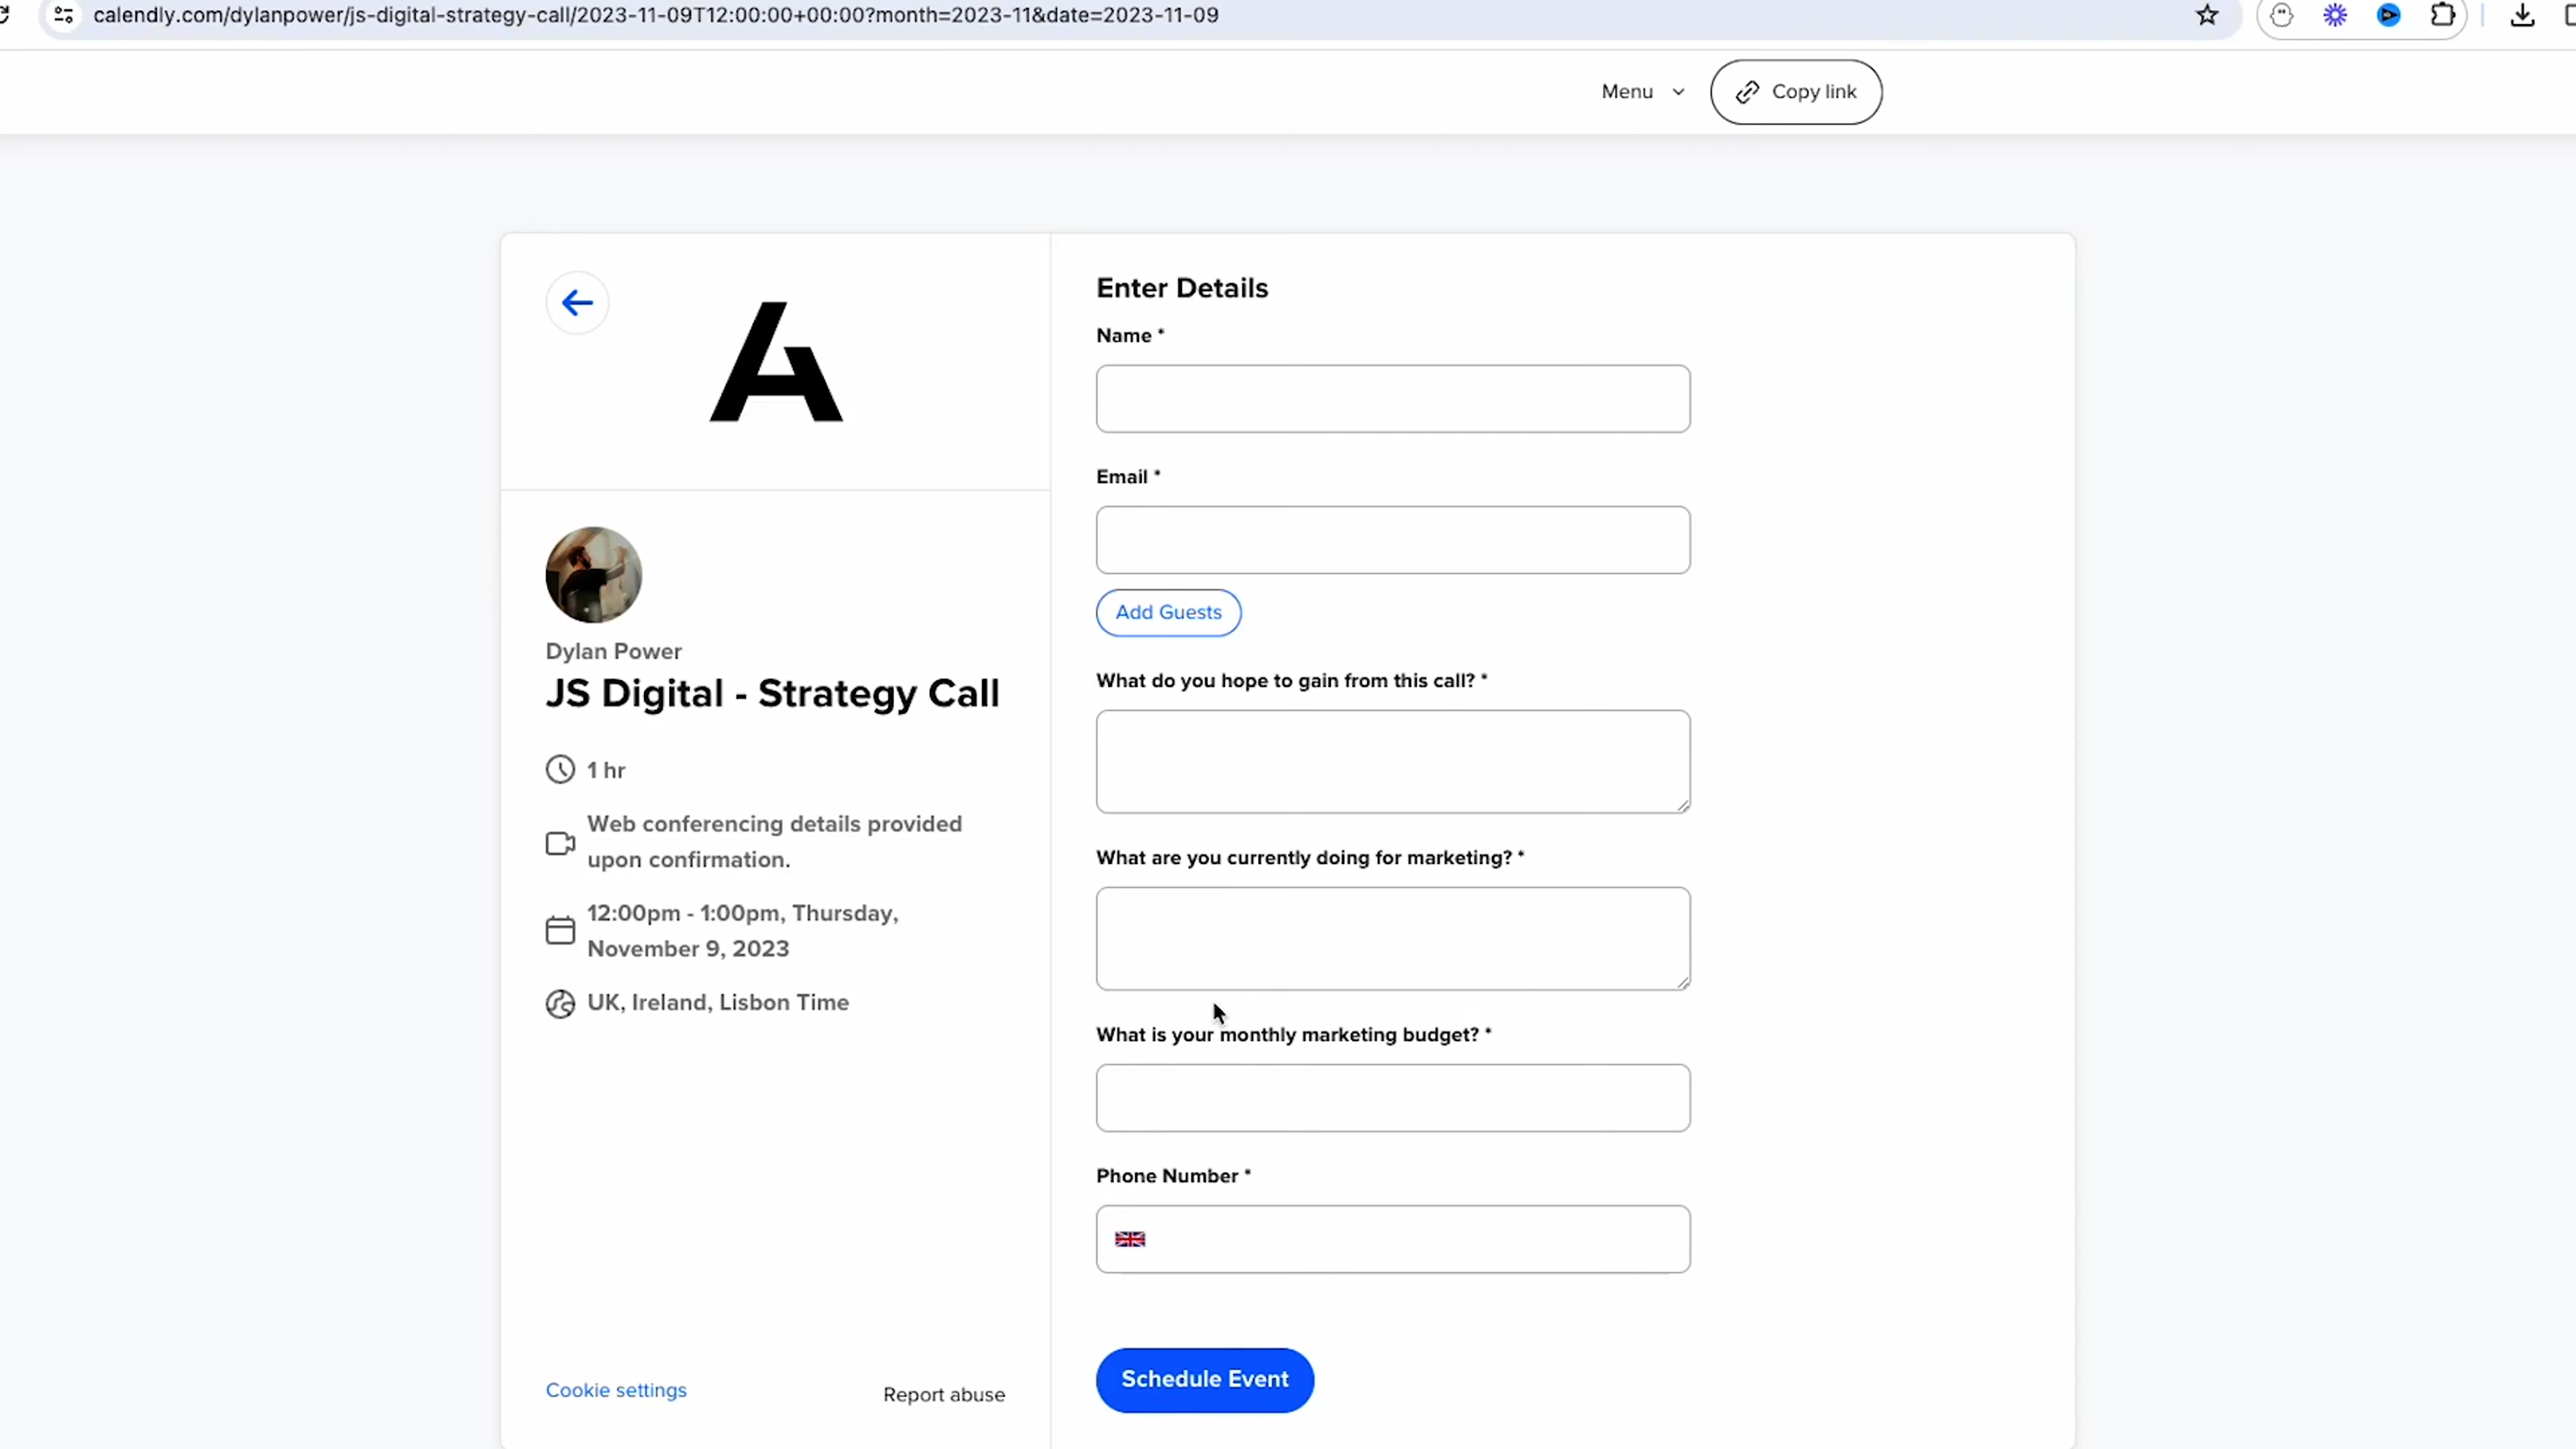 calendly.com/dylanpower/js-digital-strategy-call/2023-11-09T12:00:00+00:00?month=2023-11&date=2023-11-09
Menu
Copy link
Dylan Power
JS Digital - Strategy Call
1 hr
Web conferencing details provided
upon confirmation.
12:00pm - 1:00pm, Thursday,
November 9, 2023
UK, Ireland, Lisbon Time
Cookie settings
Report abuse
Enter Details
Name *
Email *
Add Guests
What do you hope to gain from this call? *
What are you currently doing for marketing? *
What is your monthly marketing budget? *
Phone Number *
Schedule Event